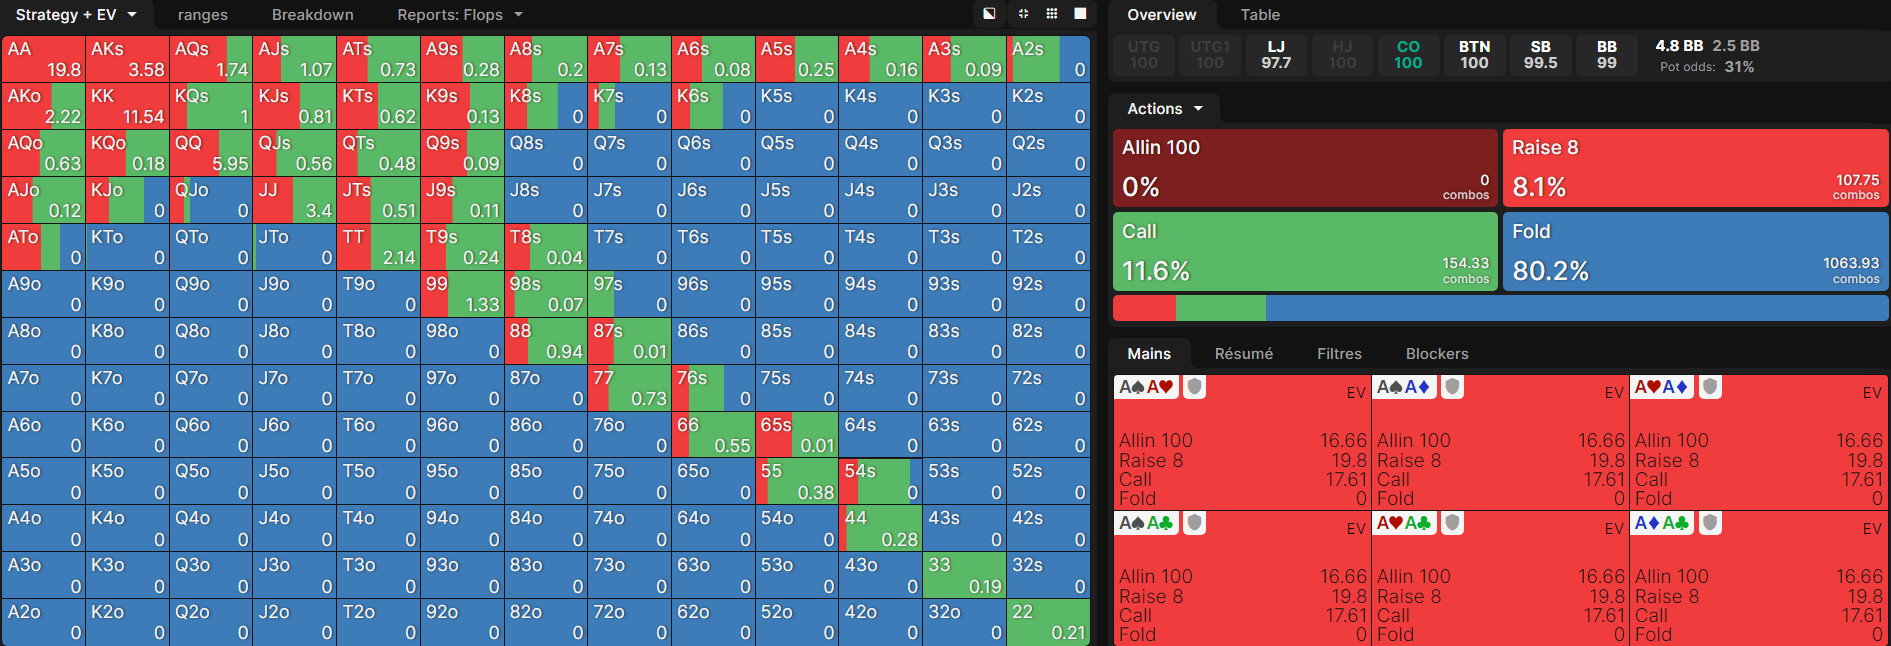 Strategy + EV ranges Breakdown Reports: Flops
AA AKs AQs AJs ATs A9s A8s A7s A6s A5s A4s A3s A2s
19.8 3.58 1.74 1.07 0.73 0.28 0.2 0.13 0.08 0.25 0.16 0.09 0
AKo KK KQs KJs KTs K9s K8s K7s K6s K5s K4s K3s K2s
2.22 11.54 1 0.81 0.62 0.13 0 0 0 0 0 0 0
AQo KQo QQ QJs QTs Q9s Q8s Q7s Q6s Q5s Q4s Q3s Q2s
0.63 0.18 5.95 0.56 0.48 0.09 0 0 0 0 0 0 0
AJo KJo QJo JJ JTs J9s J8s J7s J6s J5s J4s J3s J2s
0.12 0 0 3.4 0.51 0.11 0 0 0 0 0 0 0
ATo KTo QTo JTo TT T9s T8s T7s T6s T5s T4s T3s T2s
0 0 0 0 2.14 0.24 0.04 0 0 0 0 0 0
A9o K9o Q9o J9o T9o 99 98s 97s 96s 95s 94s 93s 92s
0 0 0 0 0 1.33 0.07 0 0 0 0 0 0
A8o K8o Q8o J8o T8o 98o 88 87s 86s 85s 84s 83s 82s
0 0 0 0 0 0 0.94 0.01 0 0 0 0 0
A7o K7o Q7o J7o T7o 97o 87o 77 76s 75s 74s 73s 72s
0 0 0 0 0 0 0 0.73 0 0 0 0 0
A6o K6o Q6o J6o T6o 96o 86o 76o 66 65s 64s 63s 62s
0 0 0 0 0 0 0 0 0.55 0.01 0 0 0
A5o K5o Q5o J5o T5o 95o 85o 75o 65o 55 54s 53s 52s
0 0 0 0 0 0 0 0 0 0.38 0 0 0
A4o K4o Q4o J4o T4o 94o 84o 74o 64o 54o 44 43s 42s
0 0 0 0 0 0 0 0 0 0 0.28 0 0
A3o K3o Q3o J3o T3o 93o 83o 73o 63o 53o 43o 33 32s
0 0 0 0 0 0 0 0 0 0 0 0.19 0
A2o K2o Q2o J2o T2o 92o 82o 72o 62o 52o 42o 32o 22
0 0 0 0 0 0 0 0 0 0 0 0 0.21
Overview Table
UTG UTG1 LJ HJ CO BTN SB BB 4.8 BB 2.5 BB
100 100 97.7 100 100 100 99.5 99 Pot odds: 31%
Actions
Allin 100 Raise 8
0% 0 combos 8.1% 107.75 combos
Call Fold
11.6% 154.33 combos 80.2% 1063.93 combos
Mains Résumé Filtres Blockers
A♠A♥ EV A♠A♦ EV A♥A♦ EV
Allin 100 16.66 Allin 100 16.66 Allin 100 16.66
Raise 8 19.8 Raise 8 19.8 Raise 8 19.8
Call 17.61 Call 17.61 Call 17.61
Fold 0 Fold 0 Fold 0
A♠A♣ EV A♥A♣ EV A♦A♣ EV
Allin 100 16.66 Allin 100 16.66 Allin 100 16.66
Raise 8 19.8 Raise 8 19.8 Raise 8 19.8
Call 17.61 Call 17.61 Call 17.61
Fold 0 Fold 0 Fold 0